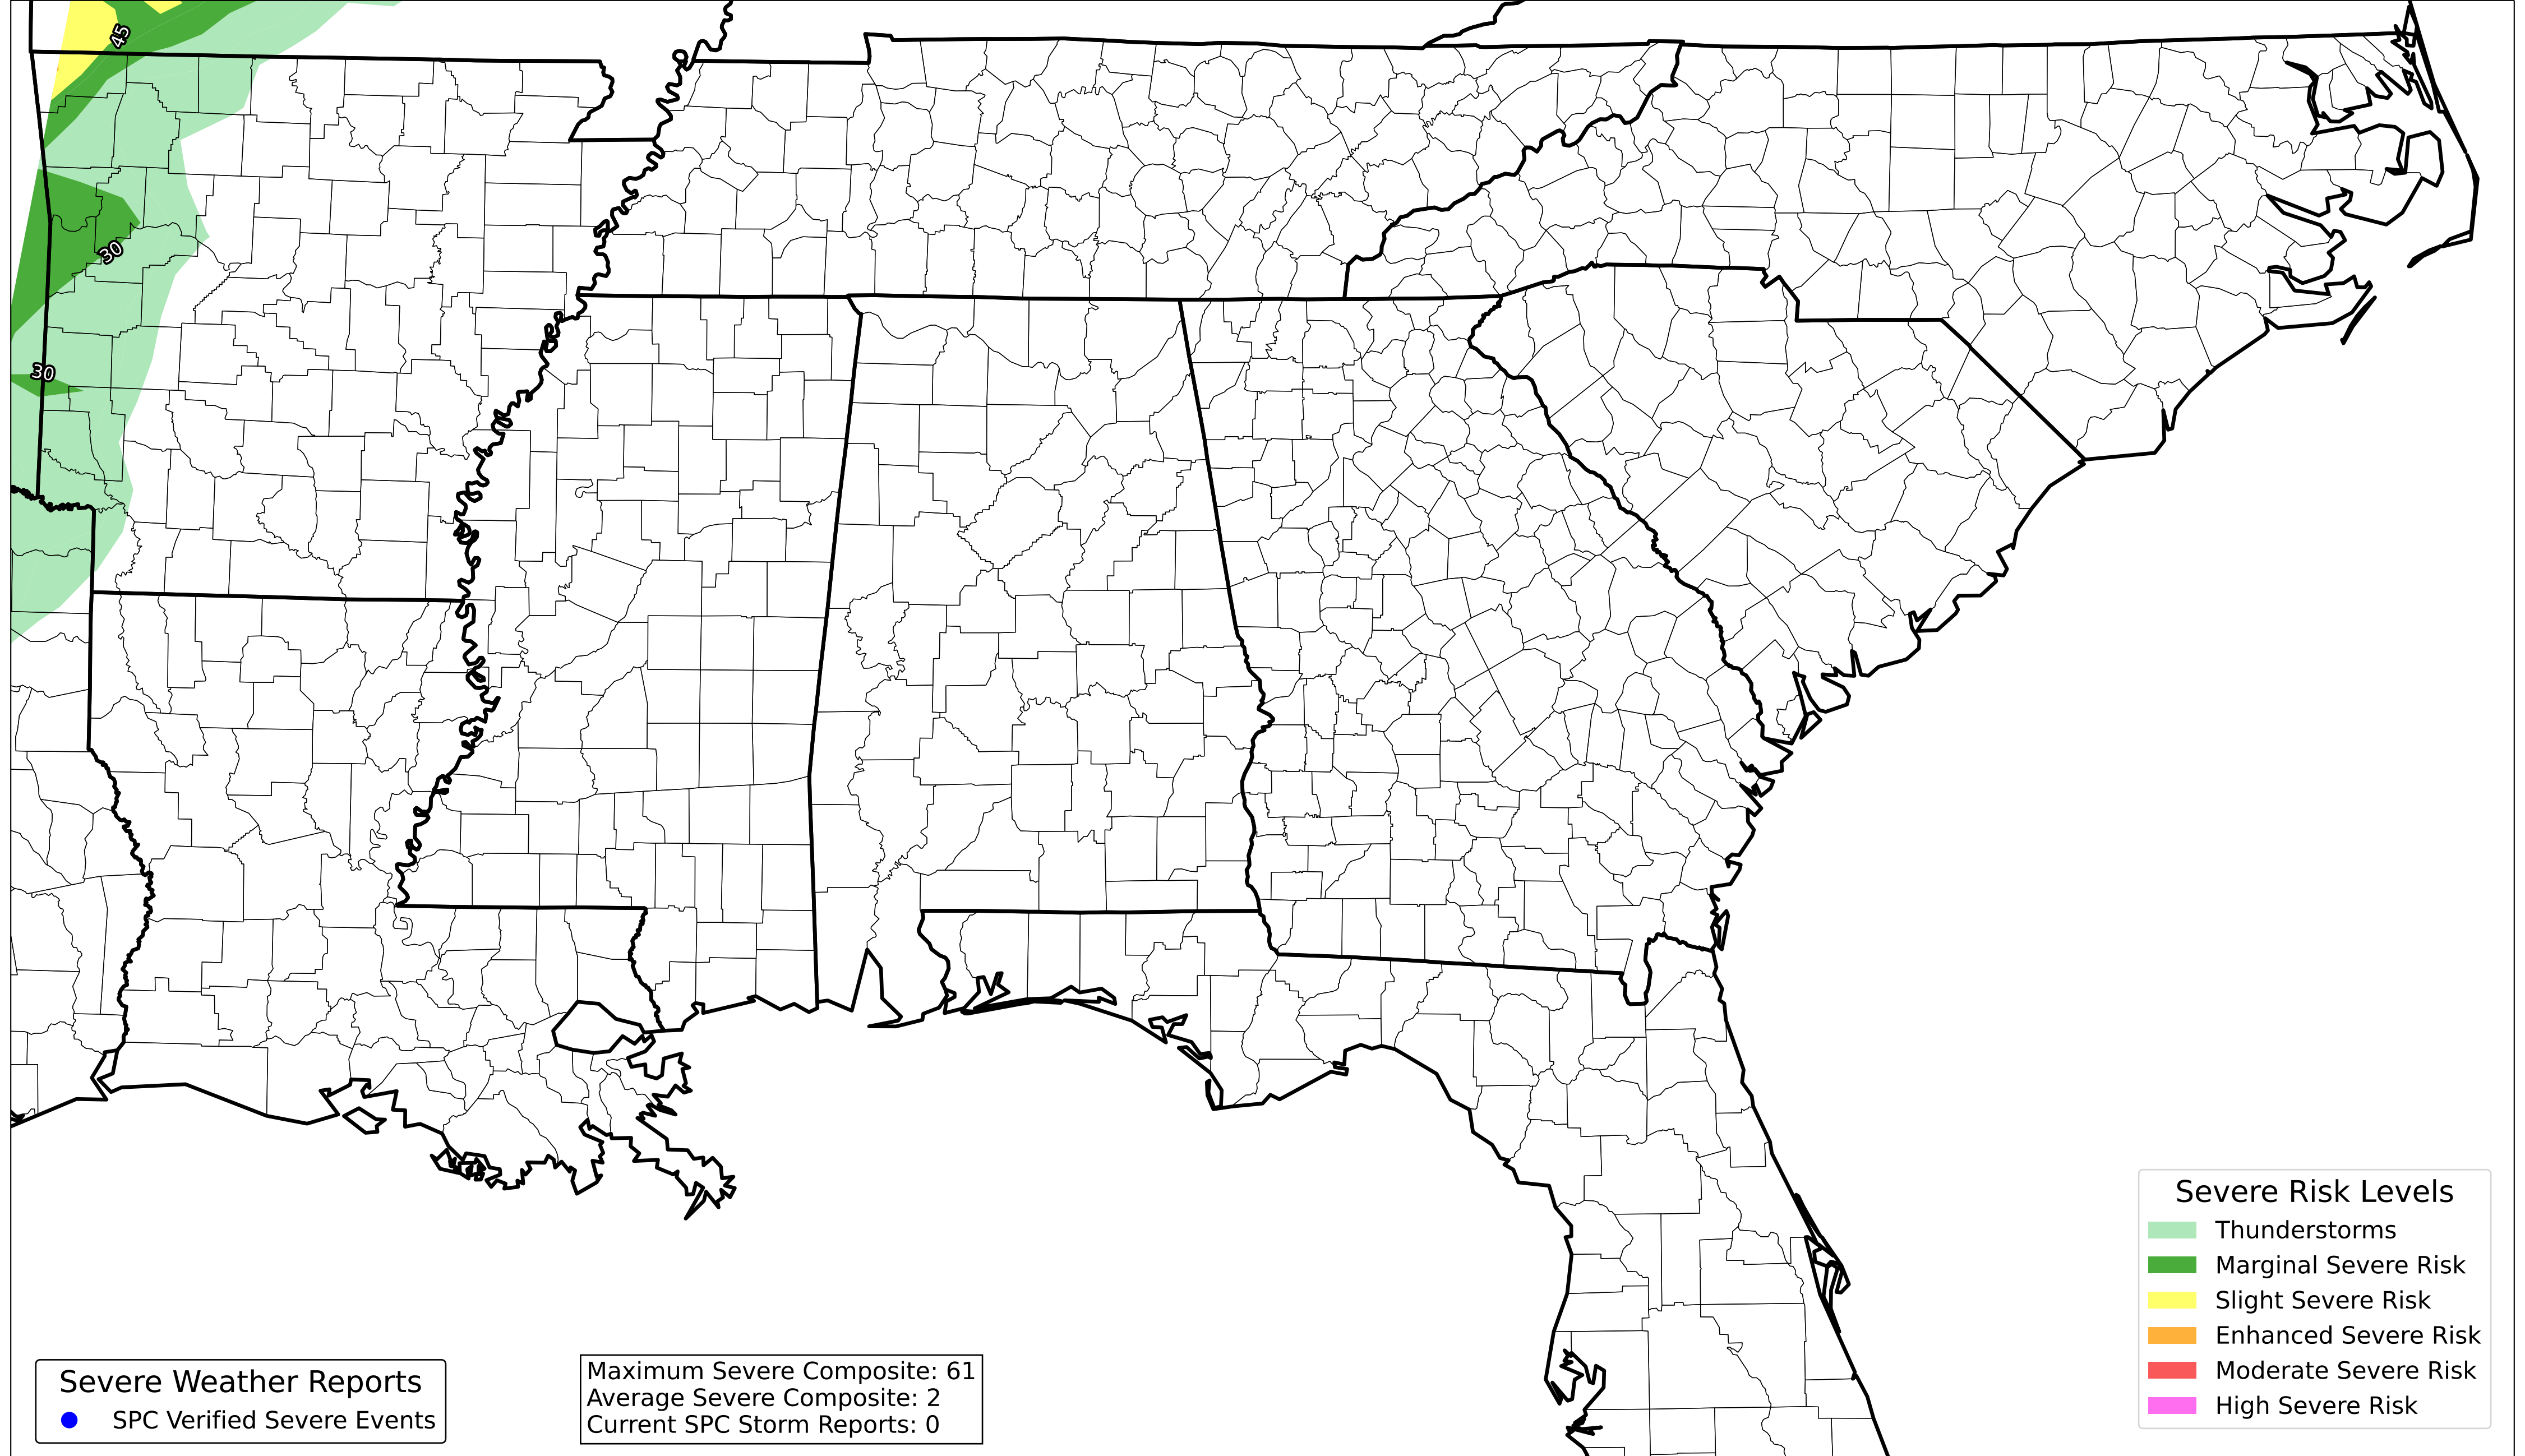 45
30
30
Severe Risk Levels
Thunderstorms
Marginal Severe Risk
Slight Severe Risk
Enhanced Severe Risk
Moderate Severe Risk
High Severe Risk
Severe Weather Reports
SPC Verified Severe Events
Maximum Severe Composite: 61
Average Severe Composite: 2
Current SPC Storm Reports: 0